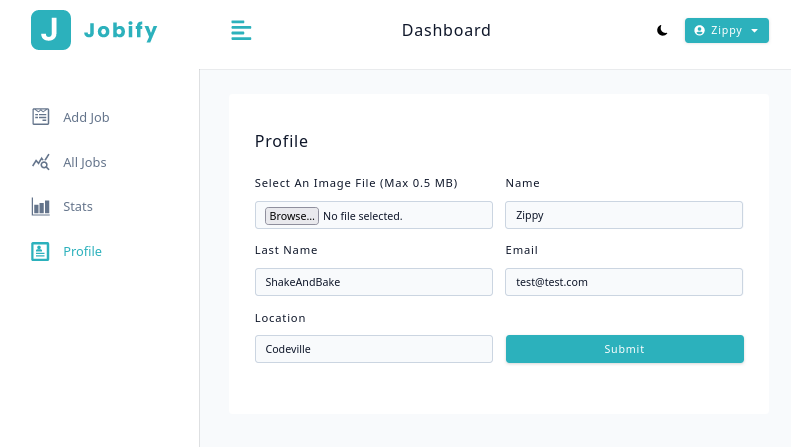 J Jobify
Dashboard
Zippy
Add Job
All Jobs
Stats
Profile
Profile
Select An Image File (Max 0.5 MB)
Name
Browse... No file selected.
Zippy
Last Name
Email
ShakeAndBake
test@test.com
Location
Codeville
Submit